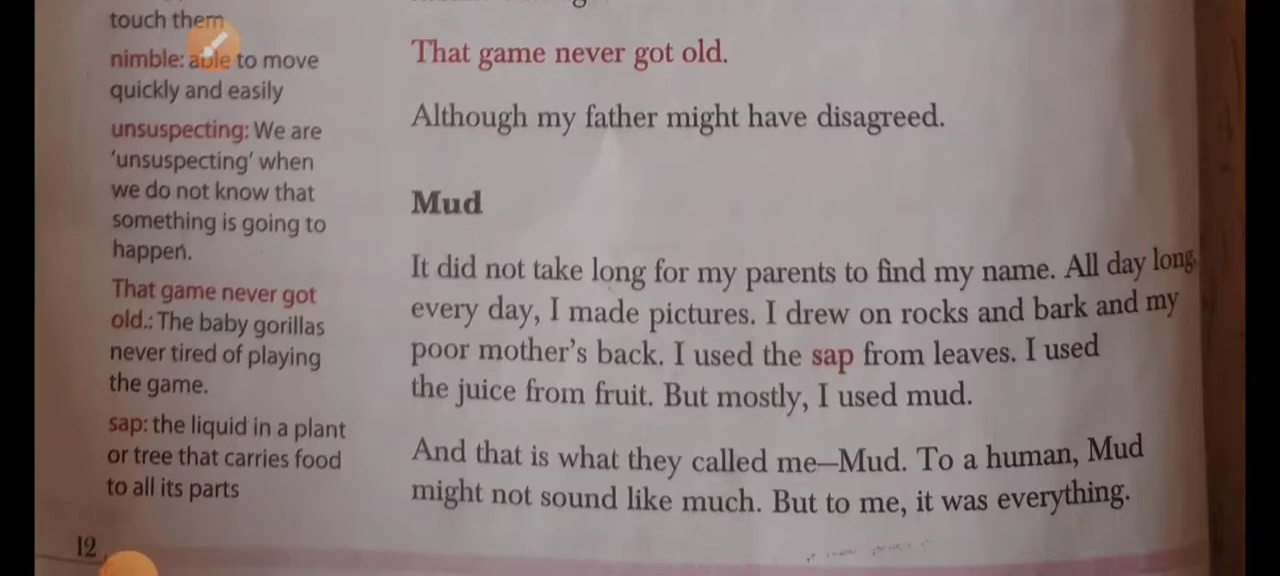 touch them
nimble: able to move
quickly and easily
unsuspecting: We are
'unsuspecting' when
we do not know that
something is going to
happen.
That game never got
old.: The baby gorillas
never tired of playing
the game.
sap: the liquid in a plant
or tree that carries food
to all its parts
12
That game never got old.
Although my father might have disagreed.
Mud
It did not take long for my parents to find my name. All day long,
every day, I made pictures. I drew on rocks and bark and my
poor mother's back. I used the sap from leaves. I used
the juice from fruit. But mostly, I used mud.
And that is what they called me—Mud. To a human, Mud
might not sound like much. But to me, it was everything.